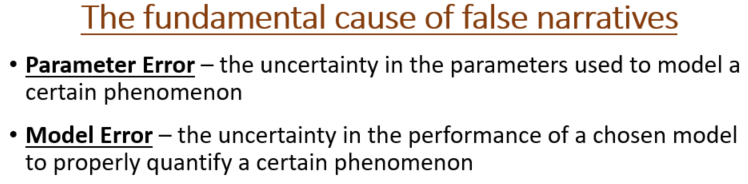 The fundamental cause of false narratives
• Parameter Error – the uncertainty in the parameters used to model a
certain phenomenon
• Model Error – the uncertainty in the performance of a chosen model
to properly quantify a certain phenomenon